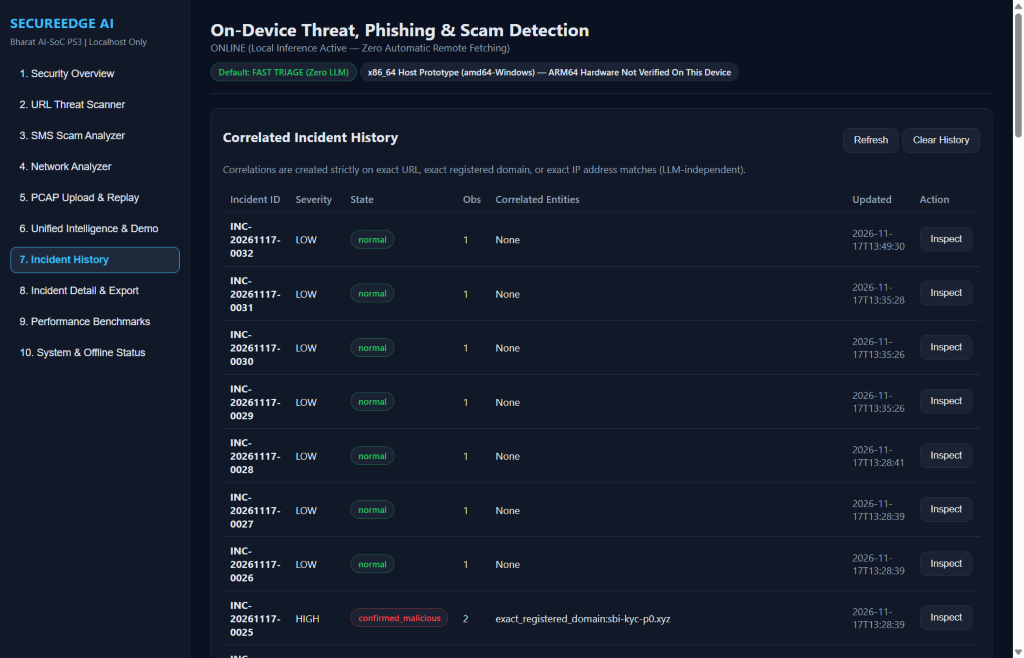 SECUREEDGE AI
Bharat AI-SoC PS3 | Localhost Only
1. Security Overview
2. URL Threat Scanner
3. SMS Scam Analyzer
4. Network Analyzer
5. PCAP Upload & Replay
6. Unified Intelligence & Demo
7. Incident History
8. Incident Detail & Export
9. Performance Benchmarks
10. System & Offline Status
On-Device Threat, Phishing & Scam Detection
ONLINE (Local Inference Active — Zero Automatic Remote Fetching)
Default: FAST TRIAGE (Zero LLM) x86_64 Host Prototype (amd64-Windows) — ARM64 Hardware Not Verified On This Device
Correlated Incident History Refresh Clear History
Correlations are created strictly on exact URL, exact registered domain, or exact IP address matches (LLM-independent).
Incident ID Severity State Obs Correlated Entities Updated Action
INC-
20261117-
0032
LOW normal 1 None
2026-11-
17T13:49:30
Inspect
INC-
20261117-
0031
LOW normal 1 None
2026-11-
17T13:35:28
Inspect
INC-
20261117-
0030
LOW normal 1 None
2026-11-
17T13:35:26
Inspect
INC-
20261117-
0029
LOW normal 1 None
2026-11-
17T13:35:26
Inspect
INC-
20261117-
0028
LOW normal 1 None
2026-11-
17T13:28:41
Inspect
INC-
20261117-
0027
LOW normal 1 None
2026-11-
17T13:28:39
Inspect
INC-
20261117-
0026
LOW normal 1 None
2026-11-
17T13:28:39
Inspect
INC-
20261117-
0025
HIGH confirmed_malicious 2 exact_registered_domain:sbi-kyc-p0.xyz
2026-11-
17T13:28:39
Inspect